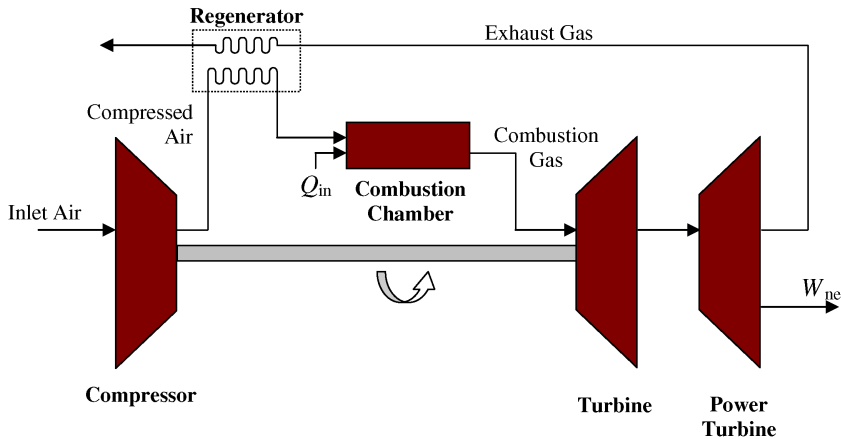 Regenerator
Exhaust Gas
Compressed
Air
Combustion
Gas
Qin
Combustion
Chamber
Inlet Air
Wne
Compressor
Turbine
Power
Turbine